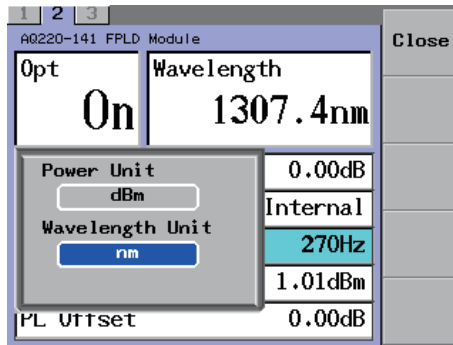 1 2 3
AQ220-141 FPLD Module
Close
Opt
On
Wavelength
1307.4nm
0.00dB
Internal
270Hz
1.01dBm
PL Offset
0.00dB
Power Unit
dBm
Wavelength Unit
nm